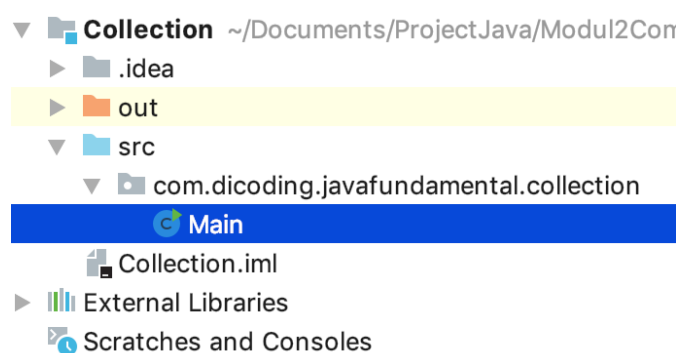 Collection ~/Documents/ProjectJava/Modul2Com
.idea
out
src
com.dicoding.javafundamental.collection
Main
Collection.iml
External Libraries
Scratches and Consoles